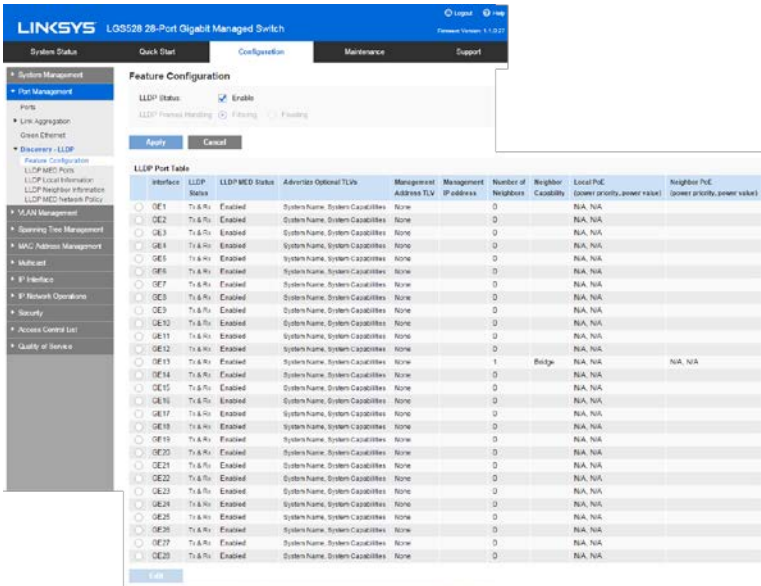 Logout Help
LINKSYS LGS528 28-Port Gigabit Managed Switch
Firmware Version: 1.1.0.27
System Status Quick Start Configuration Maintenance Support
System Management
Port Management
Ports
Link Aggregation
Green Ethernet
Discovery - LLDP
Feature Configuration
LLDP MED Ports
LLDP Local Information
LLDP Neighbor Information
LLDP MED Network Policy
VLAN Management
Spanning Tree Management
MAC Address Management
Multicast
IP Interface
IP Network Operations
Security
Access Control List
Quality of Service
Feature Configuration
LLDP Status: Enable
LLDP Frames Handling Filtering Flooding
Apply Cancel
LLDP Port Table
Interface LLDP Status LLDP MED Status Advertize Optional TLVs Management Address TLV Management IP address Number of Neighbors Neighbor Capability Local PoE (power priority, power value) Neighbor PoE (power priority, power value)
GE1 Tx & Rx Enabled System Name, System Capabilities None 0 N/A, N/A
GE2 Tx & Rx Enabled System Name, System Capabilities None 0 N/A, N/A
GE3 Tx & Rx Enabled System Name, System Capabilities None 0 N/A, N/A
GE4 Tx & Rx Enabled System Name, System Capabilities None 0 N/A, N/A
GE5 Tx & Rx Enabled System Name, System Capabilities None 0 N/A, N/A
GE6 Tx & Rx Enabled System Name, System Capabilities None 0 N/A, N/A
GE7 Tx & Rx Enabled System Name, System Capabilities None 0 N/A, N/A
GE8 Tx & Rx Enabled System Name, System Capabilities None 0 N/A, N/A
GE9 Tx & Rx Enabled System Name, System Capabilities None 0 N/A, N/A
GE10 Tx & Rx Enabled System Name, System Capabilities None 0 N/A, N/A
GE11 Tx & Rx Enabled System Name, System Capabilities None 0 N/A, N/A
GE12 Tx & Rx Enabled System Name, System Capabilities None 0 N/A, N/A
GE13 Tx & Rx Enabled System Name, System Capabilities None 1 Bridge N/A, N/A N/A, N/A
GE14 Tx & Rx Enabled System Name, System Capabilities None 0 N/A, N/A
GE15 Tx & Rx Enabled System Name, System Capabilities None 0 N/A, N/A
GE16 Tx & Rx Enabled System Name, System Capabilities None 0 N/A, N/A
GE17 Tx & Rx Enabled System Name, System Capabilities None 0 N/A, N/A
GE18 Tx & Rx Enabled System Name, System Capabilities None 0 N/A, N/A
GE19 Tx & Rx Enabled System Name, System Capabilities None 0 N/A, N/A
GE20 Tx & Rx Enabled System Name, System Capabilities None 0 N/A, N/A
GE21 Tx & Rx Enabled System Name, System Capabilities None 0 N/A, N/A
GE22 Tx & Rx Enabled System Name, System Capabilities None 0 N/A, N/A
GE23 Tx & Rx Enabled System Name, System Capabilities None 0 N/A, N/A
GE24 Tx & Rx Enabled System Name, System Capabilities None 0 N/A, N/A
GE25 Tx & Rx Enabled System Name, System Capabilities None 0 N/A, N/A
GE26 Tx & Rx Enabled System Name, System Capabilities None 0 N/A, N/A
GE27 Tx & Rx Enabled System Name, System Capabilities None 0 N/A, N/A
GE28 Tx & Rx Enabled System Name, System Capabilities None 0 N/A, N/A
Edit